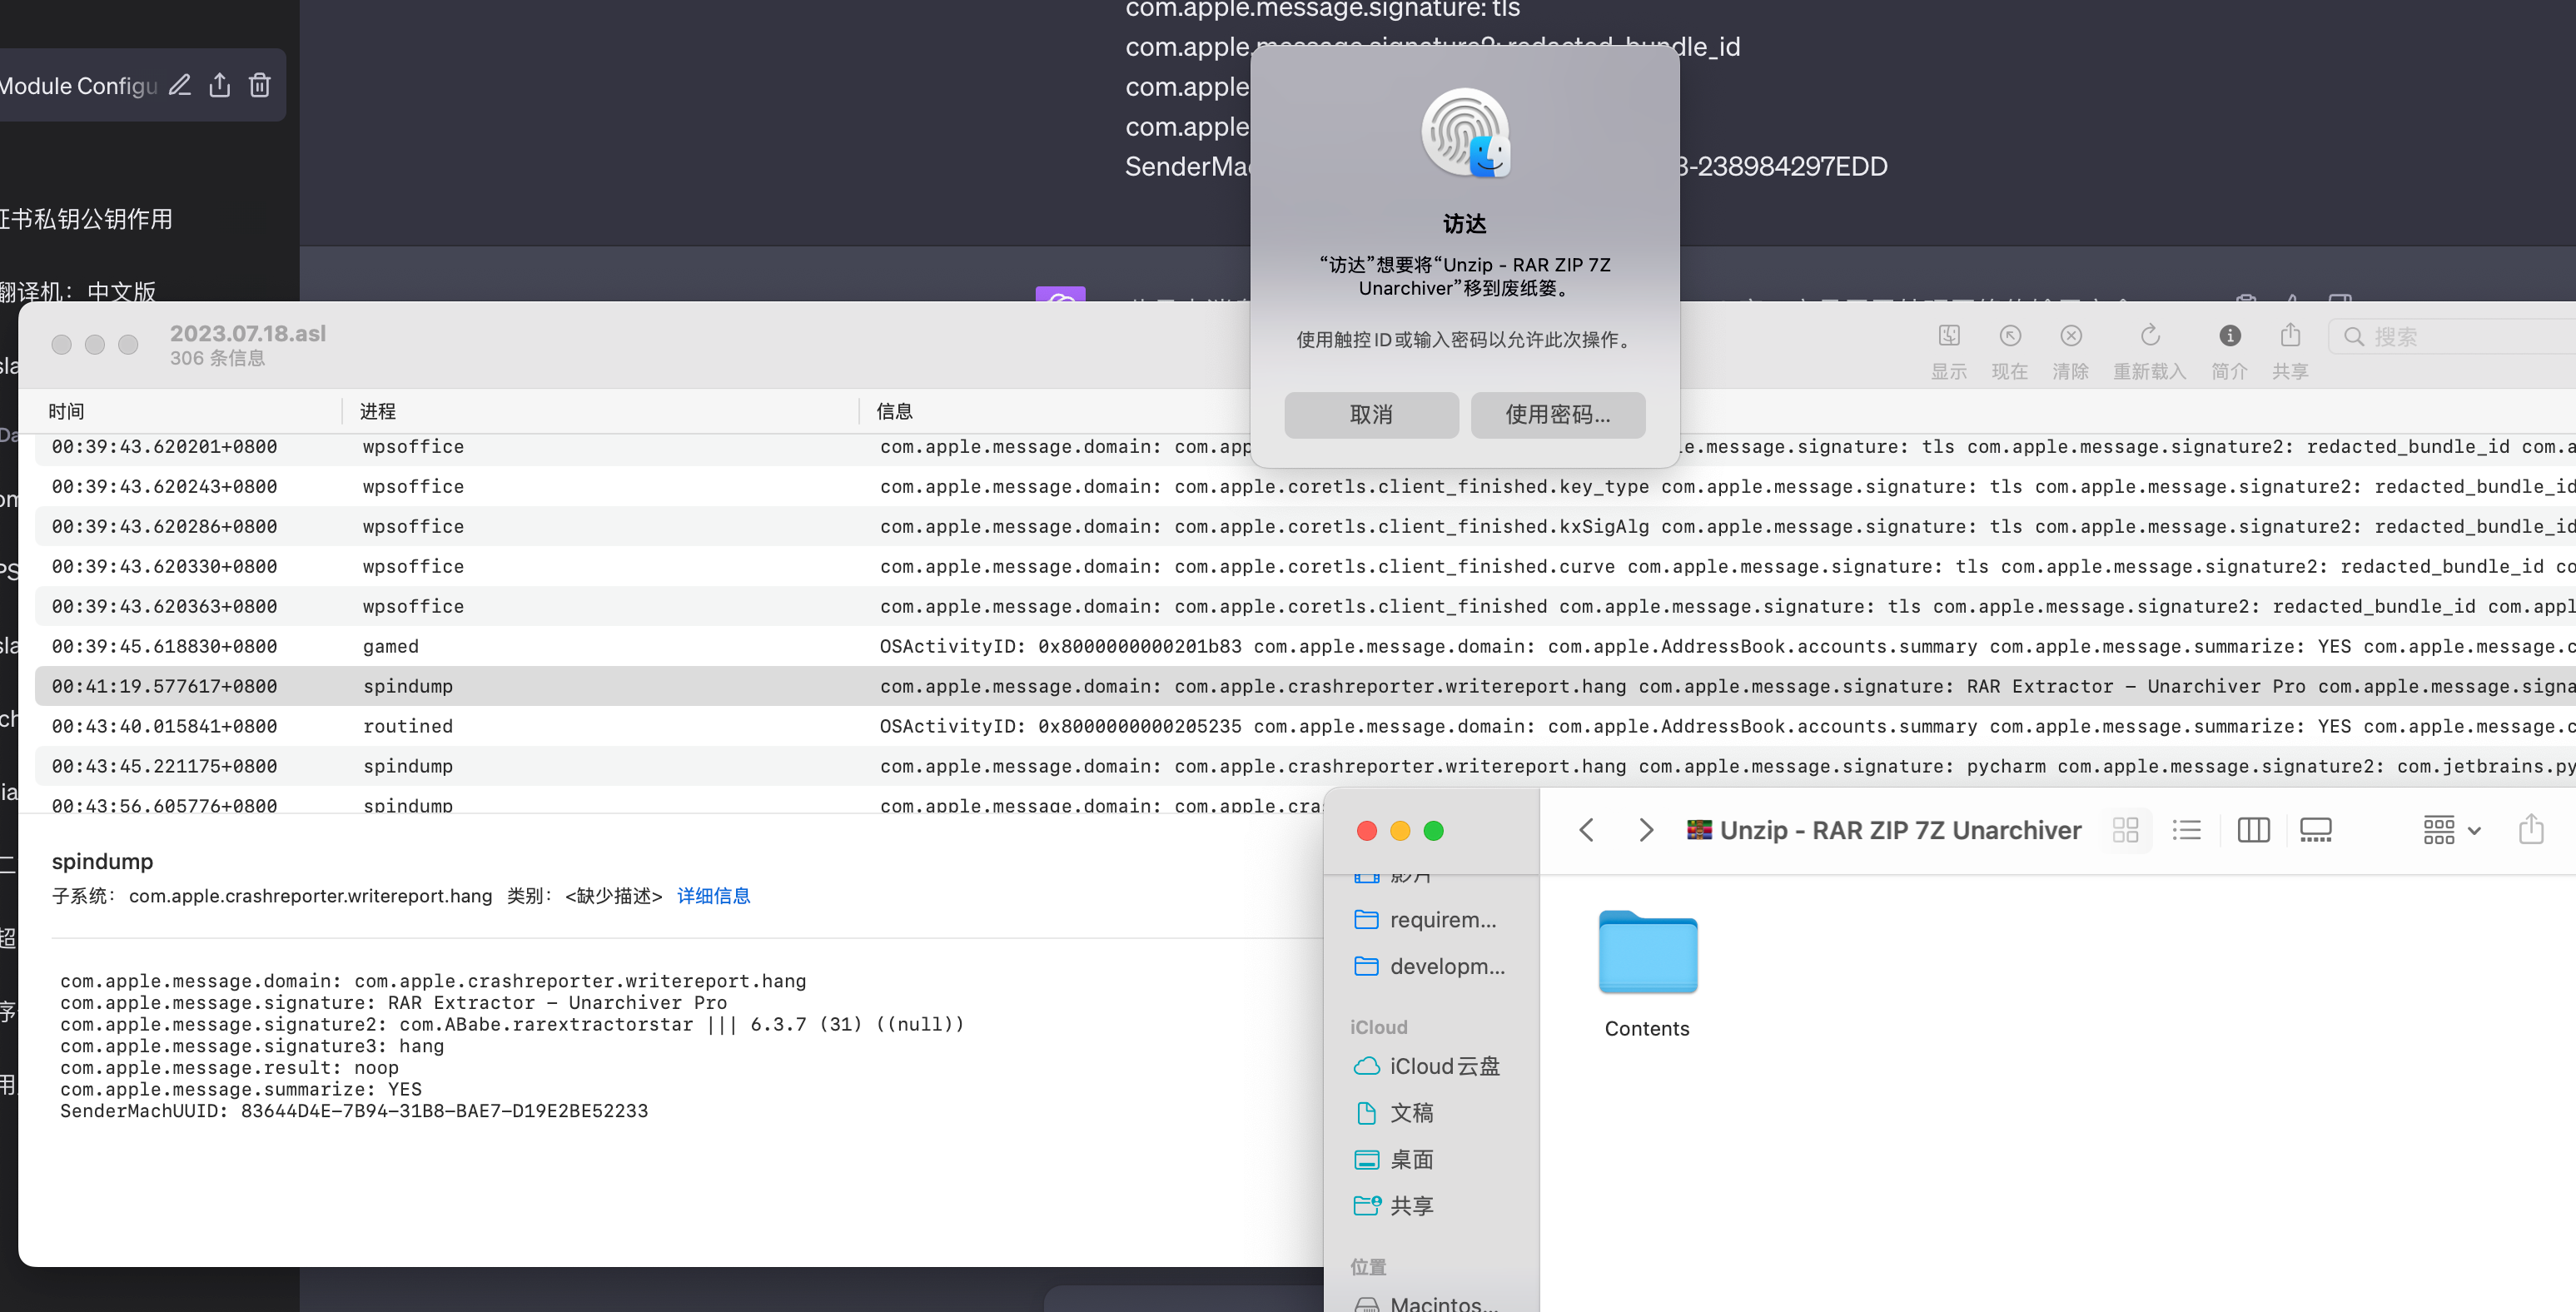 com.apple.message.signature: tls
com.apple.message.signature2: redacted_bundle_id
com.apple
com.apple
SenderMac
3-238984297EDD
Module Configu
证书私钥公钥作用
翻译机：中文版
访达
“访达”想要将“Unzip - RAR ZIP 7Z
Unarchiver”移到废纸篓。
使用触控 ID 或输入密码以允许此次操作。
取消
使用密码...
2023.07.18.asl
306 条信息
显示
现在
清除
重新载入
简介
共享
搜索
时间 进程 信息
00:39:43.620201+0800 wpsoffice com.apple.message.domain: com.app e.message.signature: tls com.apple.message.signature2: redacted_bundle_id com.a
00:39:43.620243+0800 wpsoffice com.apple.message.domain: com.apple.coretls.client_finished.key_type com.apple.message.signature: tls com.apple.message.signature2: redacted_bundle_id
00:39:43.620286+0800 wpsoffice com.apple.message.domain: com.apple.coretls.client_finished.kxSigAlg com.apple.message.signature: tls com.apple.message.signature2: redacted_bundle_id
00:39:43.620330+0800 wpsoffice com.apple.message.domain: com.apple.coretls.client_finished.curve com.apple.message.signature: tls com.apple.message.signature2: redacted_bundle_id co
00:39:43.620363+0800 wpsoffice com.apple.message.domain: com.apple.coretls.client_finished com.apple.message.signature: tls com.apple.message.signature2: redacted_bundle_id com.appl
00:39:45.618830+0800 gamed OSActivityID: 0x8000000000201b83 com.apple.message.domain: com.apple.AddressBook.accounts.summary com.apple.message.summarize: YES com.apple.message.c
00:41:19.577617+0800 spindump com.apple.message.domain: com.apple.crashreporter.writereport.hang com.apple.message.signature: RAR Extractor – Unarchiver Pro com.apple.message.signa
00:43:40.015841+0800 routined OSActivityID: 0x8000000000205235 com.apple.message.domain: com.apple.AddressBook.accounts.summary com.apple.message.summarize: YES com.apple.message.c
00:43:45.221175+0800 spindump com.apple.message.domain: com.apple.crashreporter.writereport.hang com.apple.message.signature: pycharm com.apple.message.signature2: com.jetbrains.py
00:43:56.605776+0800 spindump com.apple.message.domain: com.apple.cra
spindump
子系统： com.apple.crashreporter.writereport.hang 类别： <缺少描述> 详细信息
com.apple.message.domain: com.apple.crashreporter.writereport.hang
com.apple.message.signature: RAR Extractor – Unarchiver Pro
com.apple.message.signature2: com.ABabe.rarextractorstar ||| 6.3.7 (31) ((null))
com.apple.message.signature3: hang
com.apple.message.result: noop
com.apple.message.summarize: YES
SenderMachUUID: 83644D4E-7B94-31B8-BAE7-D19E2BE52233
Unzip - RAR ZIP 7Z Unarchiver
影片
requirem...
developm...
iCloud
iCloud 云盘
文稿
桌面
共享
位置
Macintos...
Contents